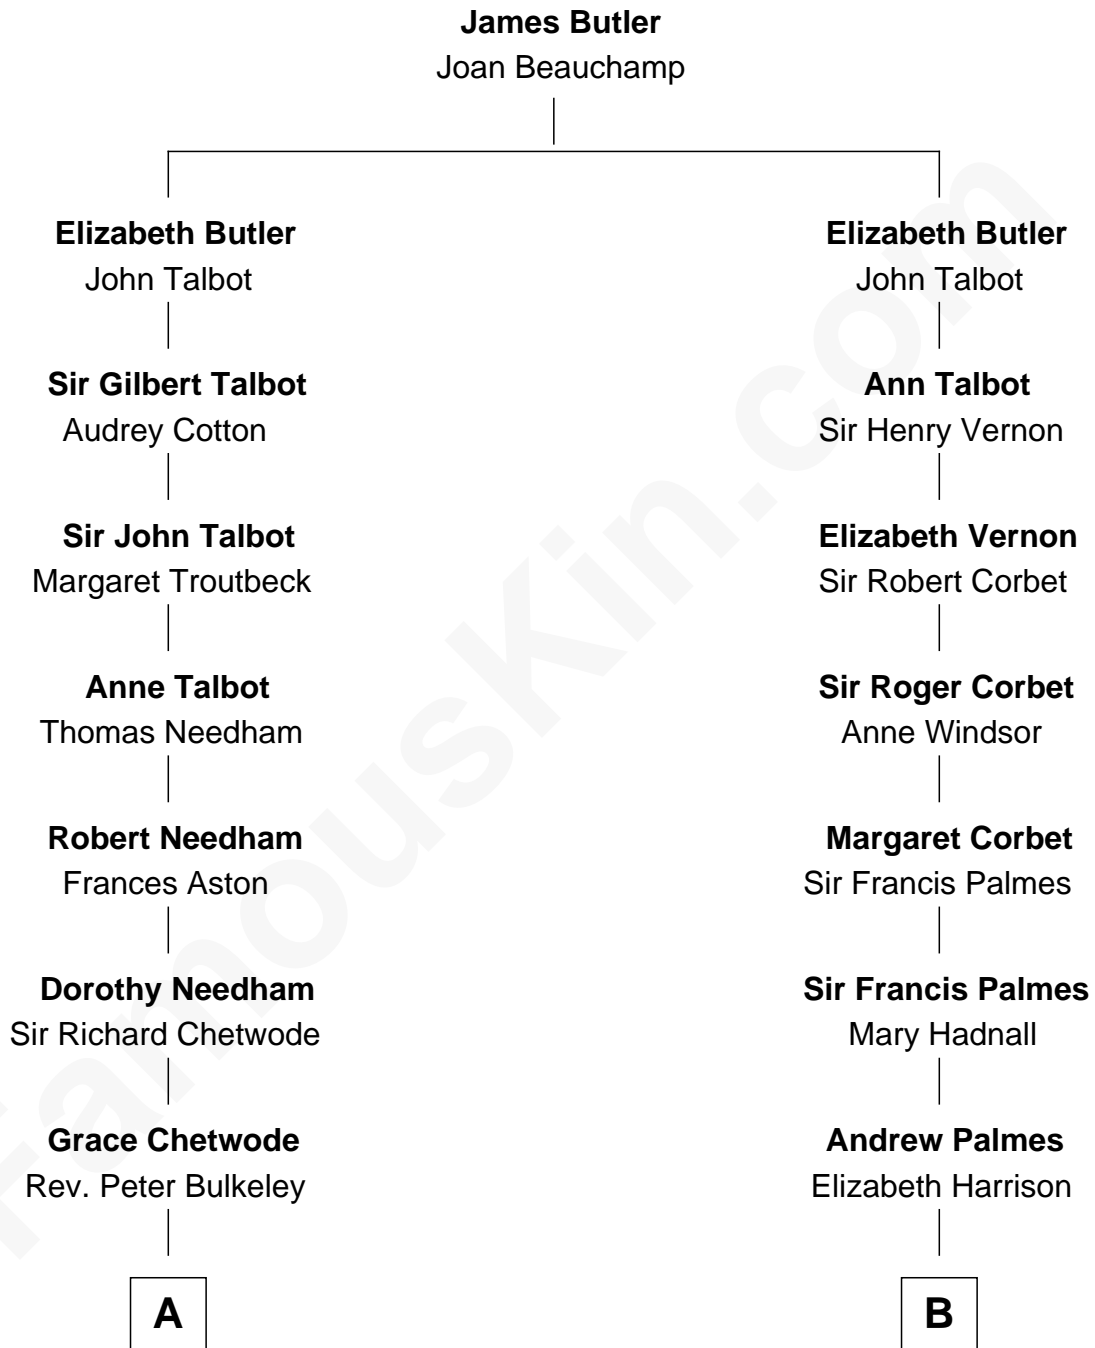 James Butler
Joan Beauchamp
Elizabeth Butler
John Talbot
Elizabeth Butler
John Talbot
Sir Gilbert Talbot
Audrey Cotton
Ann Talbot
Sir Henry Vernon
Sir John Talbot
Margaret Troutbeck
Elizabeth Vernon
Sir Robert Corbet
Anne Talbot
Thomas Needham
Sir Roger Corbet
Anne Windsor
Robert Needham
Frances Aston
Margaret Corbet
Sir Francis Palmes
Dorothy Needham
Sir Richard Chetwode
Sir Francis Palmes
Mary Hadnall
Grace Chetwode
Rev. Peter Bulkeley
Andrew Palmes
Elizabeth Harrison
A
B
FamousKin.com